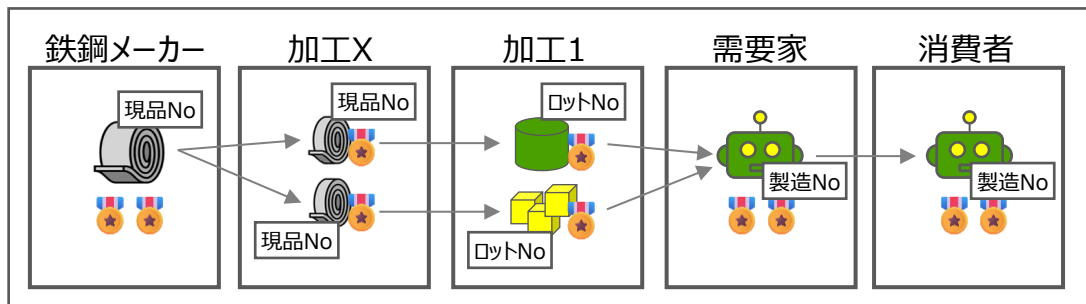 鉄鋼メーカー
加工X
加工1
需要家
消費者
現品No
現品No
現品No
ロットNo
ロットNo
製造No
製造No